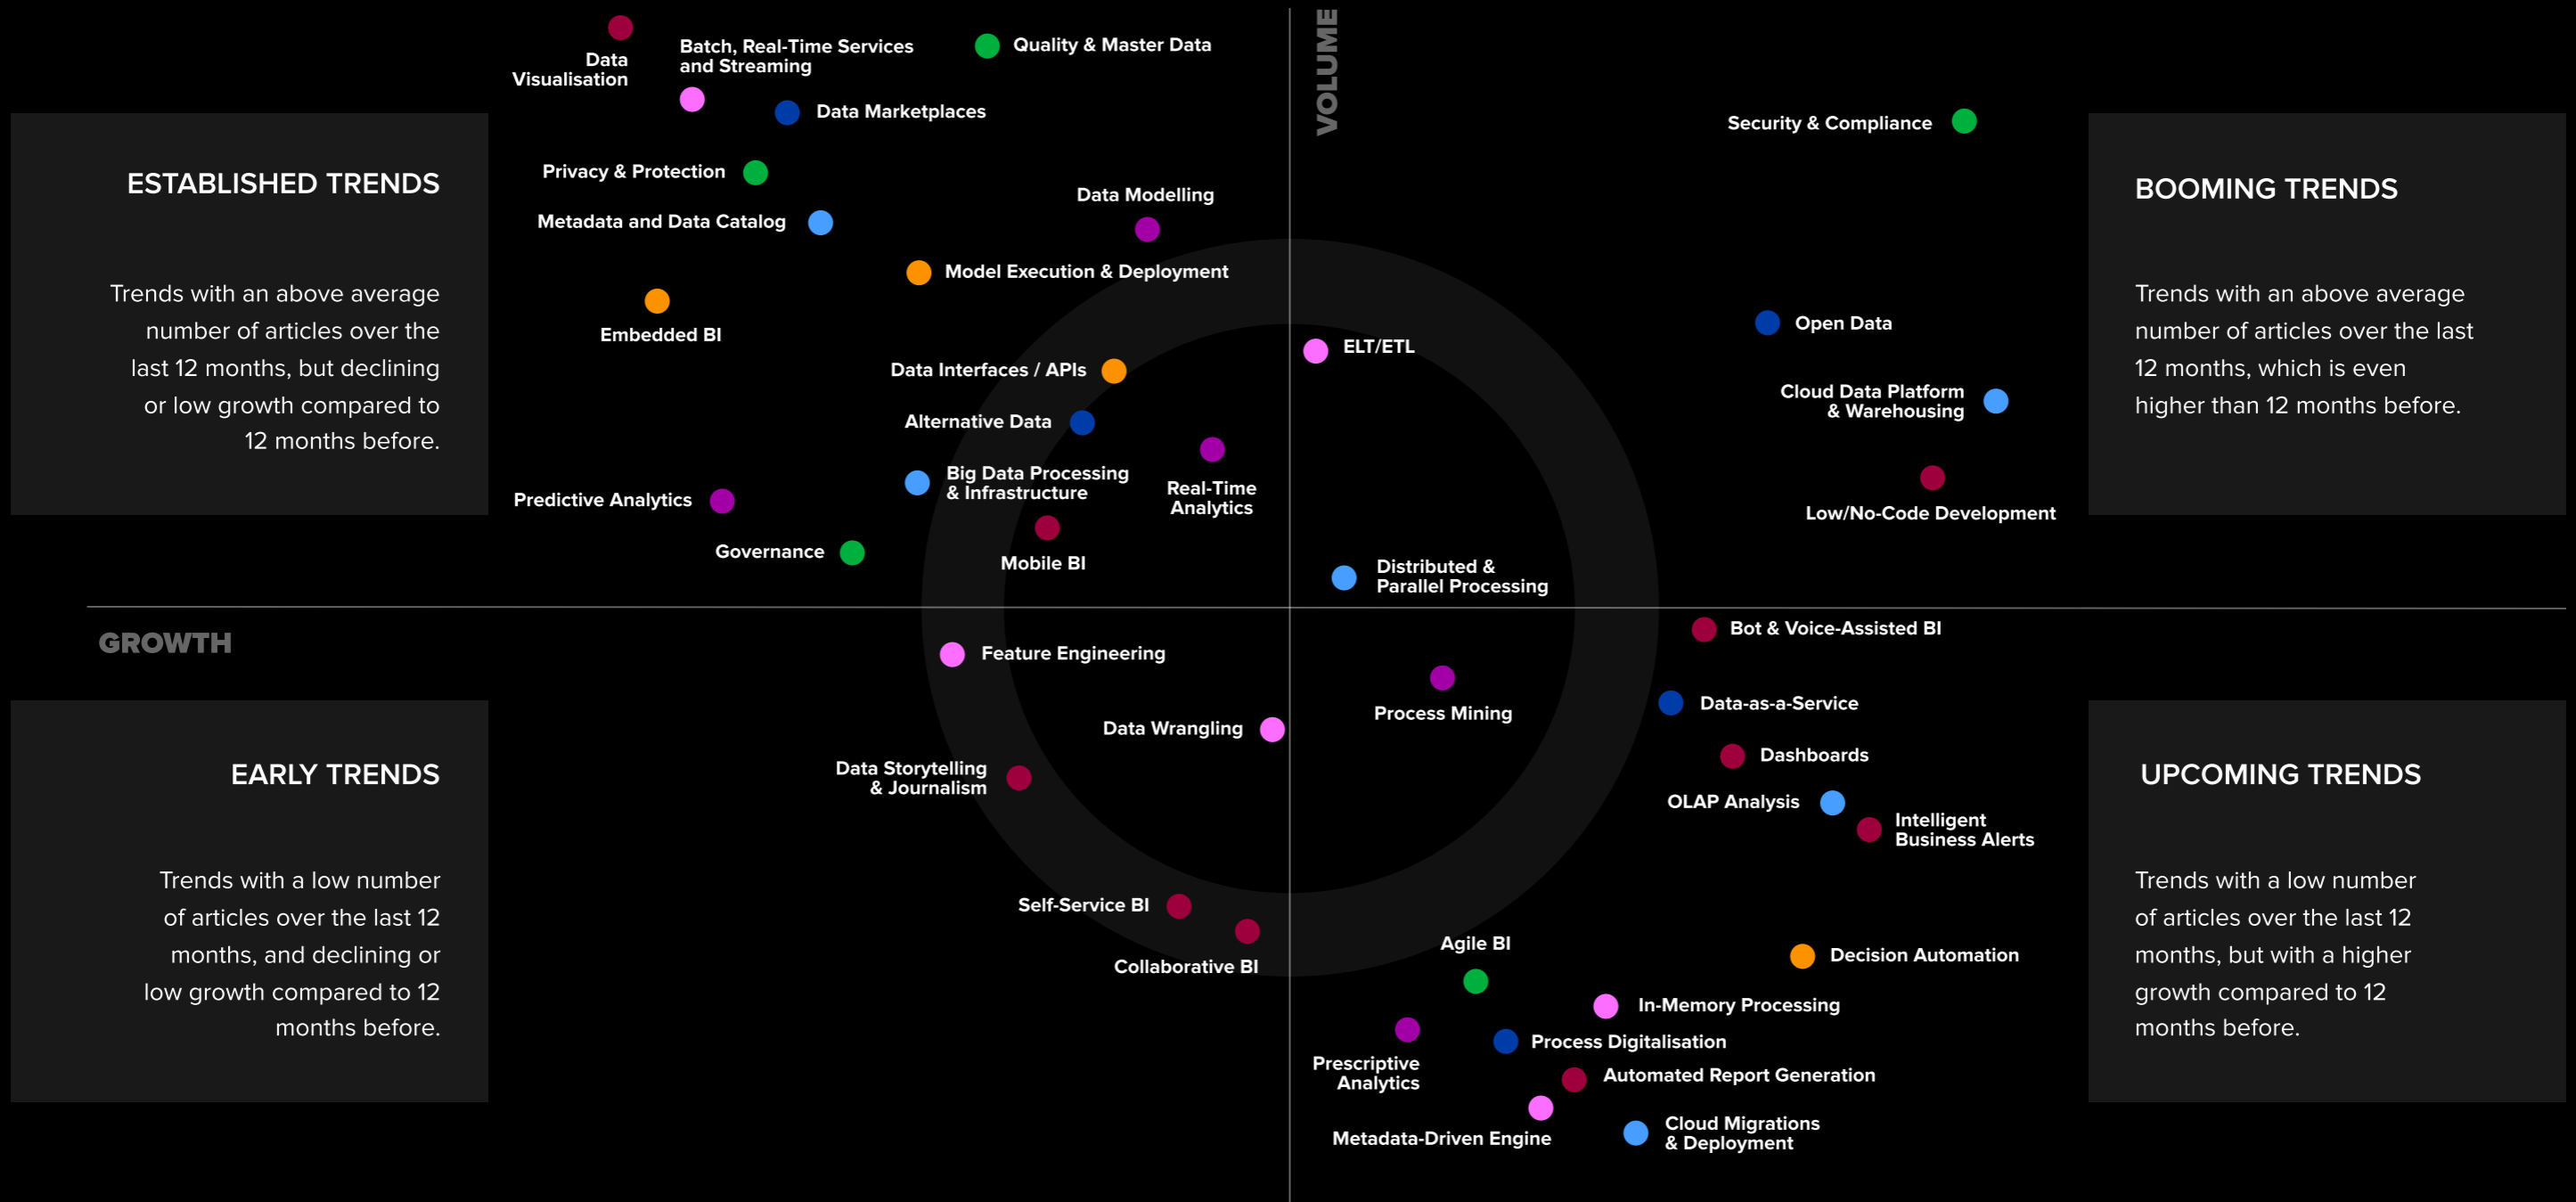 VOLUME
Data
Visualisation
Batch, Real-Time Services
and Streaming
Quality & Master Data
Data Marketplaces
Security & Compliance
Privacy & Protection
Metadata and Data Catalog
Data Modelling
Model Execution & Deployment
Embedded BI
Data Interfaces / APIs
Alternative Data
Big Data Processing
& Infrastructure
Real-Time
Analytics
Predictive Analytics
Governance
Mobile BI
ELT/ETL
Open Data
Cloud Data Platform
& Warehousing
Low/No-Code Development
Distributed &
Parallel Processing
ESTABLISHED TRENDS
Trends with an above average
number of articles over the
last 12 months, but declining
or low growth compared to
12 months before.
BOOMING TRENDS
Trends with an above average
number of articles over the last
12 months, which is even
higher than 12 months before.
GROWTH
Feature Engineering
Data Wrangling
Data Storytelling
& Journalism
Self-Service BI
Collaborative BI
Process Mining
Bot & Voice-Assisted BI
Data-as-a-Service
Dashboards
OLAP Analysis
Intelligent
Business Alerts
Agile BI
Decision Automation
In-Memory Processing
Prescriptive
Analytics
Process Digitalisation
Automated Report Generation
Metadata-Driven Engine
Cloud Migrations
& Deployment
EARLY TRENDS
Trends with a low number
of articles over the last 12
months, and declining or
low growth compared to 12
months before.
UPCOMING TRENDS
Trends with a low number
of articles over the last 12
months, but with a higher
growth compared to 12
months before.